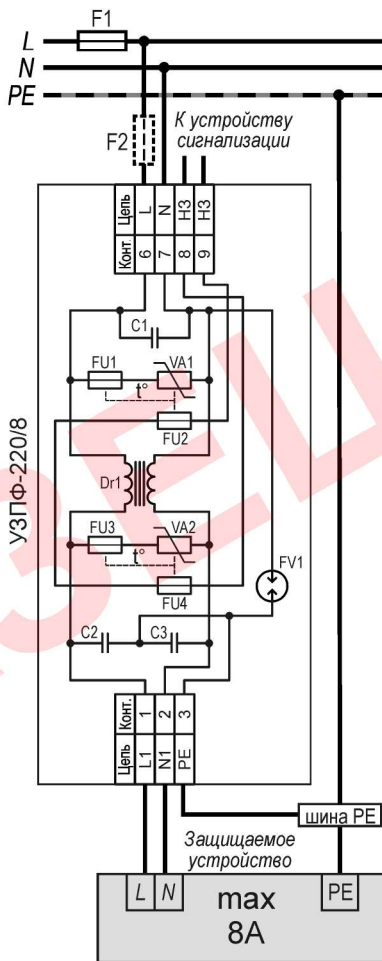 F1
L
N
PE
F2
К устройству
сигнализации
Цепь L N НЗ НЗ
Конт. 6 7 8 9
C1
FU1 VA1
t°
FU2
УЗПФ-220/8
Dr1
FU3 VA2
t°
FU4
FV1
C2 C3
Конт. 1 2 3
Цепь L1 N1 PE
шина PE
Защищаемое
устройство
L N PE
max
8A